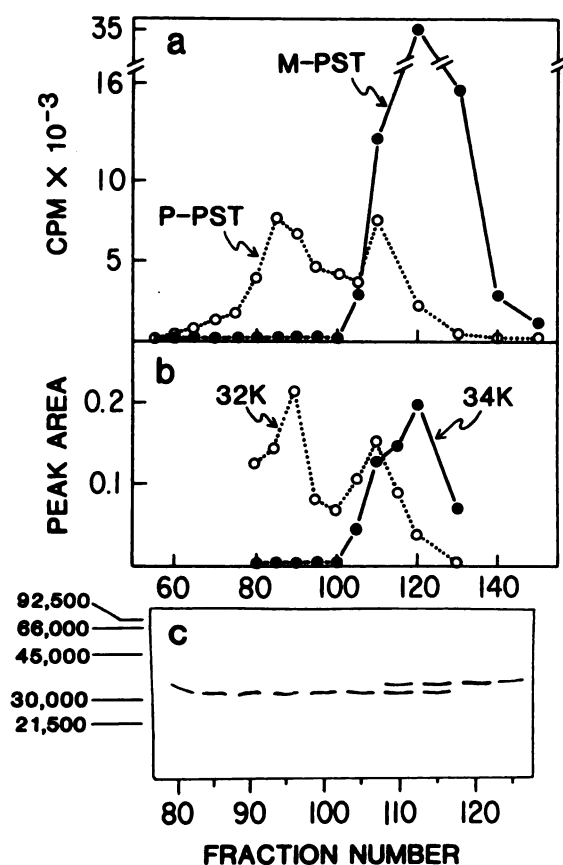 a
35
16
10
5
CPM × 10⁻³
M-PST
P-PST
b
0.2
0.1
PEAK AREA
32K
34K
60 80 100 120 140
c
92,500
66,000
45,000
30,000
21,500
80 90 100 110 120
FRACTION NUMBER